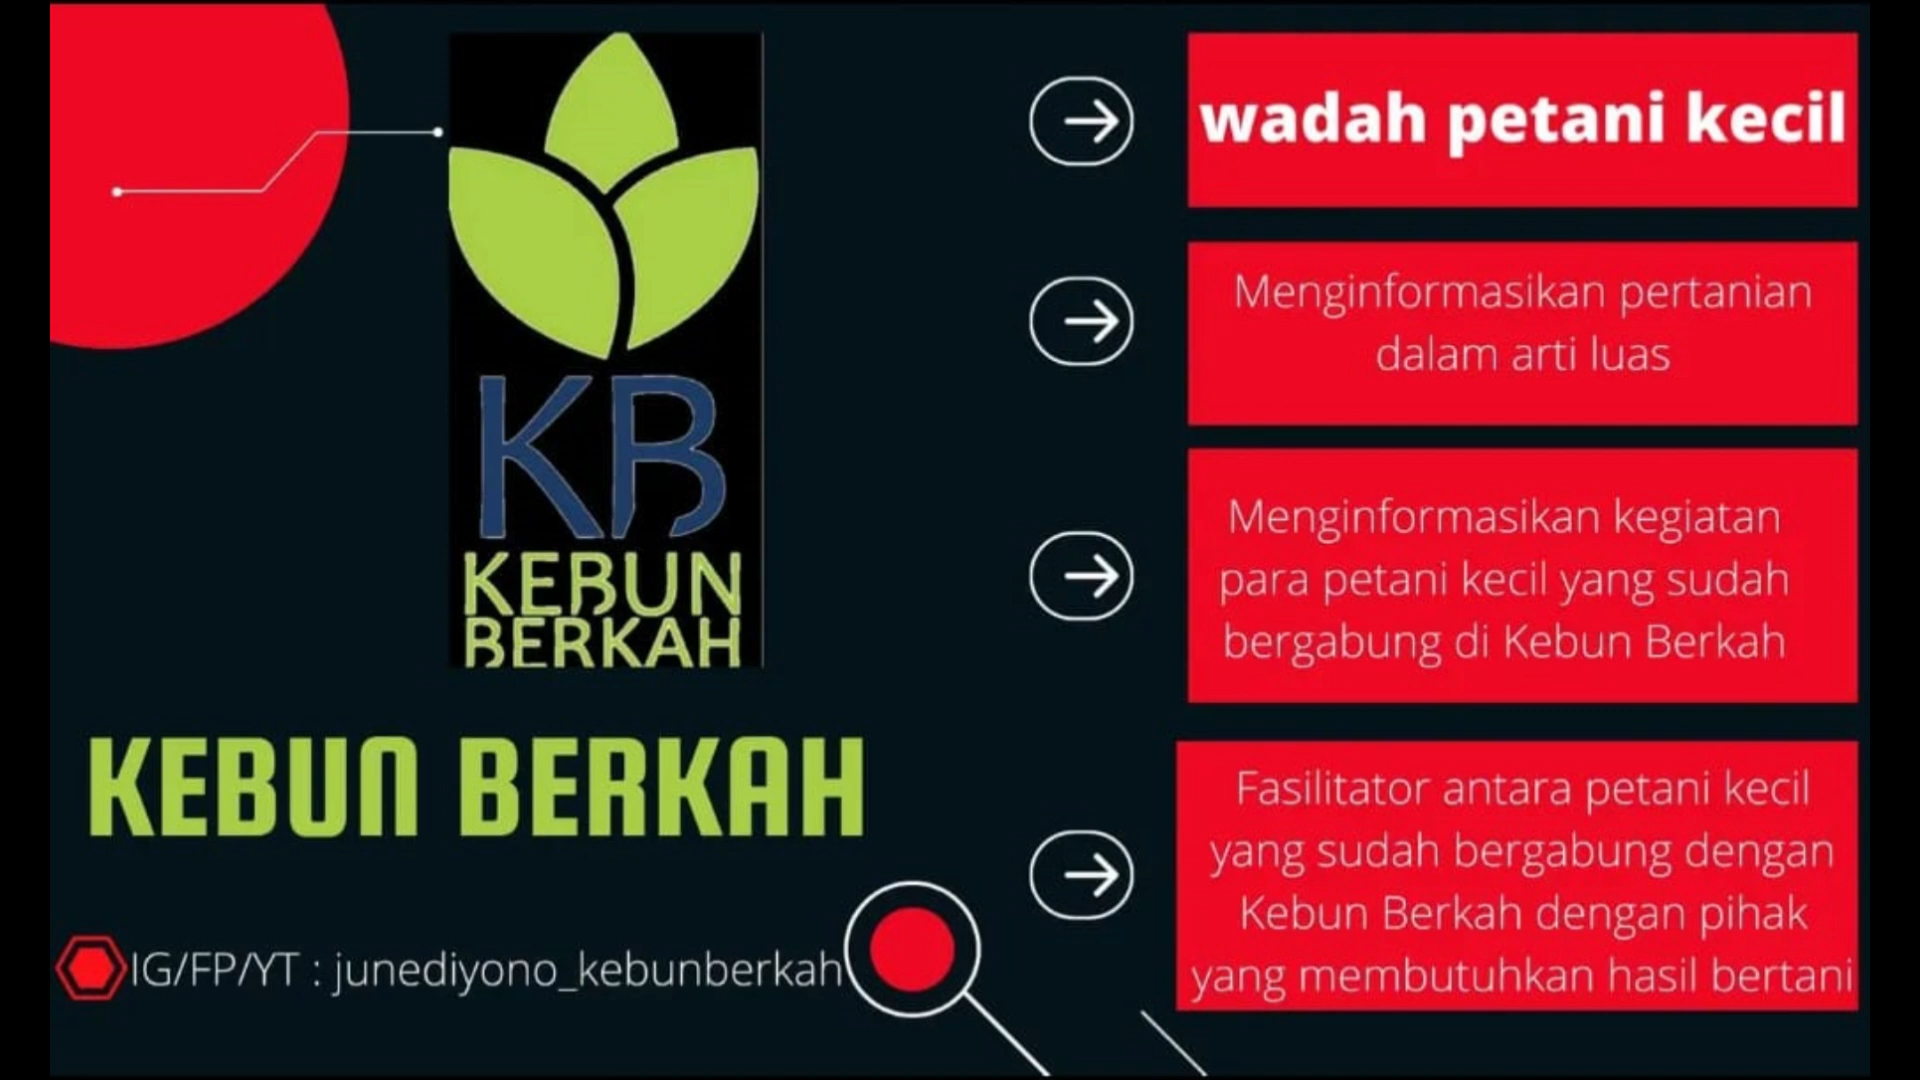 KB
KEBUN
BERKAH
KEBUN BERKAH
IG/FP/YT : junediyono_kebunberkah
wadah petani kecil
Menginformasikan pertanian
dalam arti luas
Menginformasikan kegiatan
para petani kecil yang sudah
bergabung di Kebun Berkah
Fasilitator antara petani kecil
yang sudah bergabung dengan
Kebun Berkah dengan pihak
yang membutuhkan hasil bertani